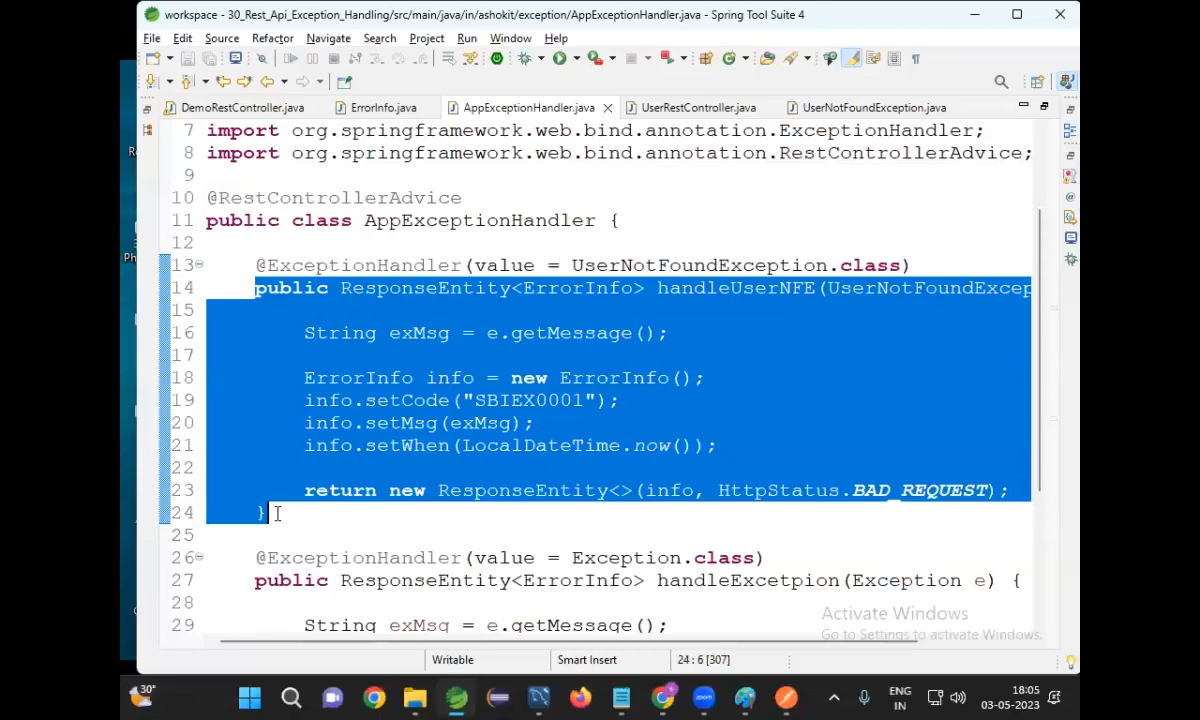 workspace - 30_Rest_Api_Exception_Handling/src/main/java/in/ashokit/exception/AppExceptionHandler.java - Spring Tool Suite 4
File Edit Source Refactor Navigate Search Project Run Window Help
DemoRestController.java ErrorInfo.java AppExceptionHandler.java UserRestController.java UserNotFoundException.java
7 import org.springframework.web.bind.annotation.ExceptionHandler;
8 import org.springframework.web.bind.annotation.RestControllerAdvice;
9
10 @RestControllerAdvice
11 public class AppExceptionHandler {
12
13 @ExceptionHandler(value = UserNotFoundException.class)
14 public ResponseEntity<ErrorInfo> handleUserNFE(UserNotFoundExcep
15
16 String exMsg = e.getMessage();
17
18 ErrorInfo info = new ErrorInfo();
19 info.setCode("SBIEX0001");
20 info.setMsg(exMsg);
21 info.setWhen(LocalDateTime.now());
22
23 return new ResponseEntity<>(info, HttpStatus.BAD_REQUEST);
24 }
25
26 @ExceptionHandler(value = Exception.class)
27 public ResponseEntity<ErrorInfo> handleExcetpion(Exception e) {
28
29 String exMsg = e.getMessage();
Activate Windows
Go to Settings to activate Windows.
Writable Smart Insert 24 : 6 [307]
30° ENG 18:05
IN 03-05-2023